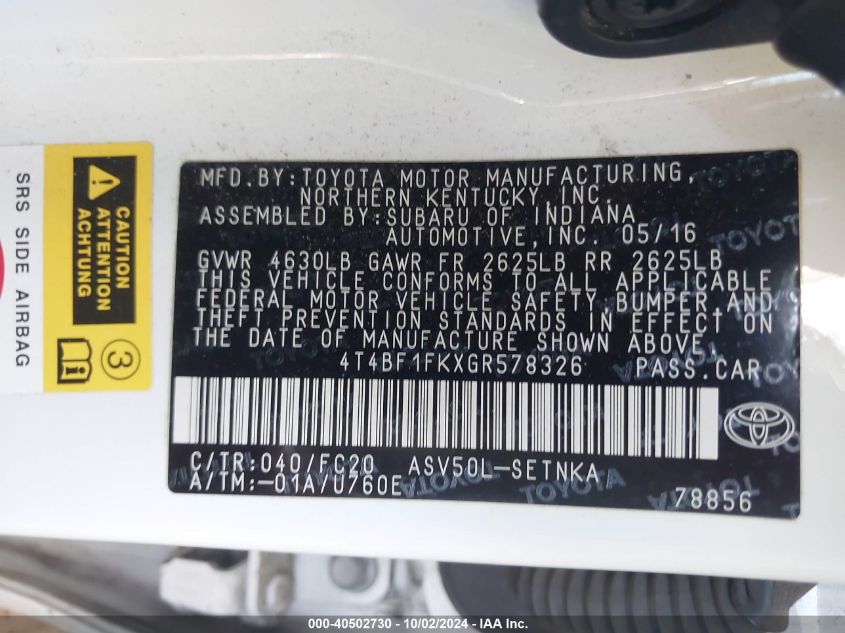 MFD.BY:TOYOTA MOTOR MANUFACTURING,
NORTHERN KENTUCKY,INC.
ASSEMBLED BY:SUBARU OF INDIANA
AUTOMOTIVE,INC. 05/16
GVWR 4630LB GAWR FR 2625LB RR 2625LB
THIS VEHICLE CONFORMS TO ALL APPLICABLE
FEDERAL MOTOR VEHICLE SAFETY,BUMPER AND
THEFT PREVENTION STANDARDS IN EFFECT ON
THE DATE OF MANUFACTURE SHOWN ABOVE.
4T4BF1FKXGR578326 PASS.CAR
C/TR:040/FC20 ASV50L-SETNKA
A/TM:-01A/U760E
78856
TOYOTA
TOYOTA
CAUTION
ATTENTION
ACHTUNG
3
SRS SIDE AIRBAG
000-40502730 - 10/02/2024 - IAA Inc.